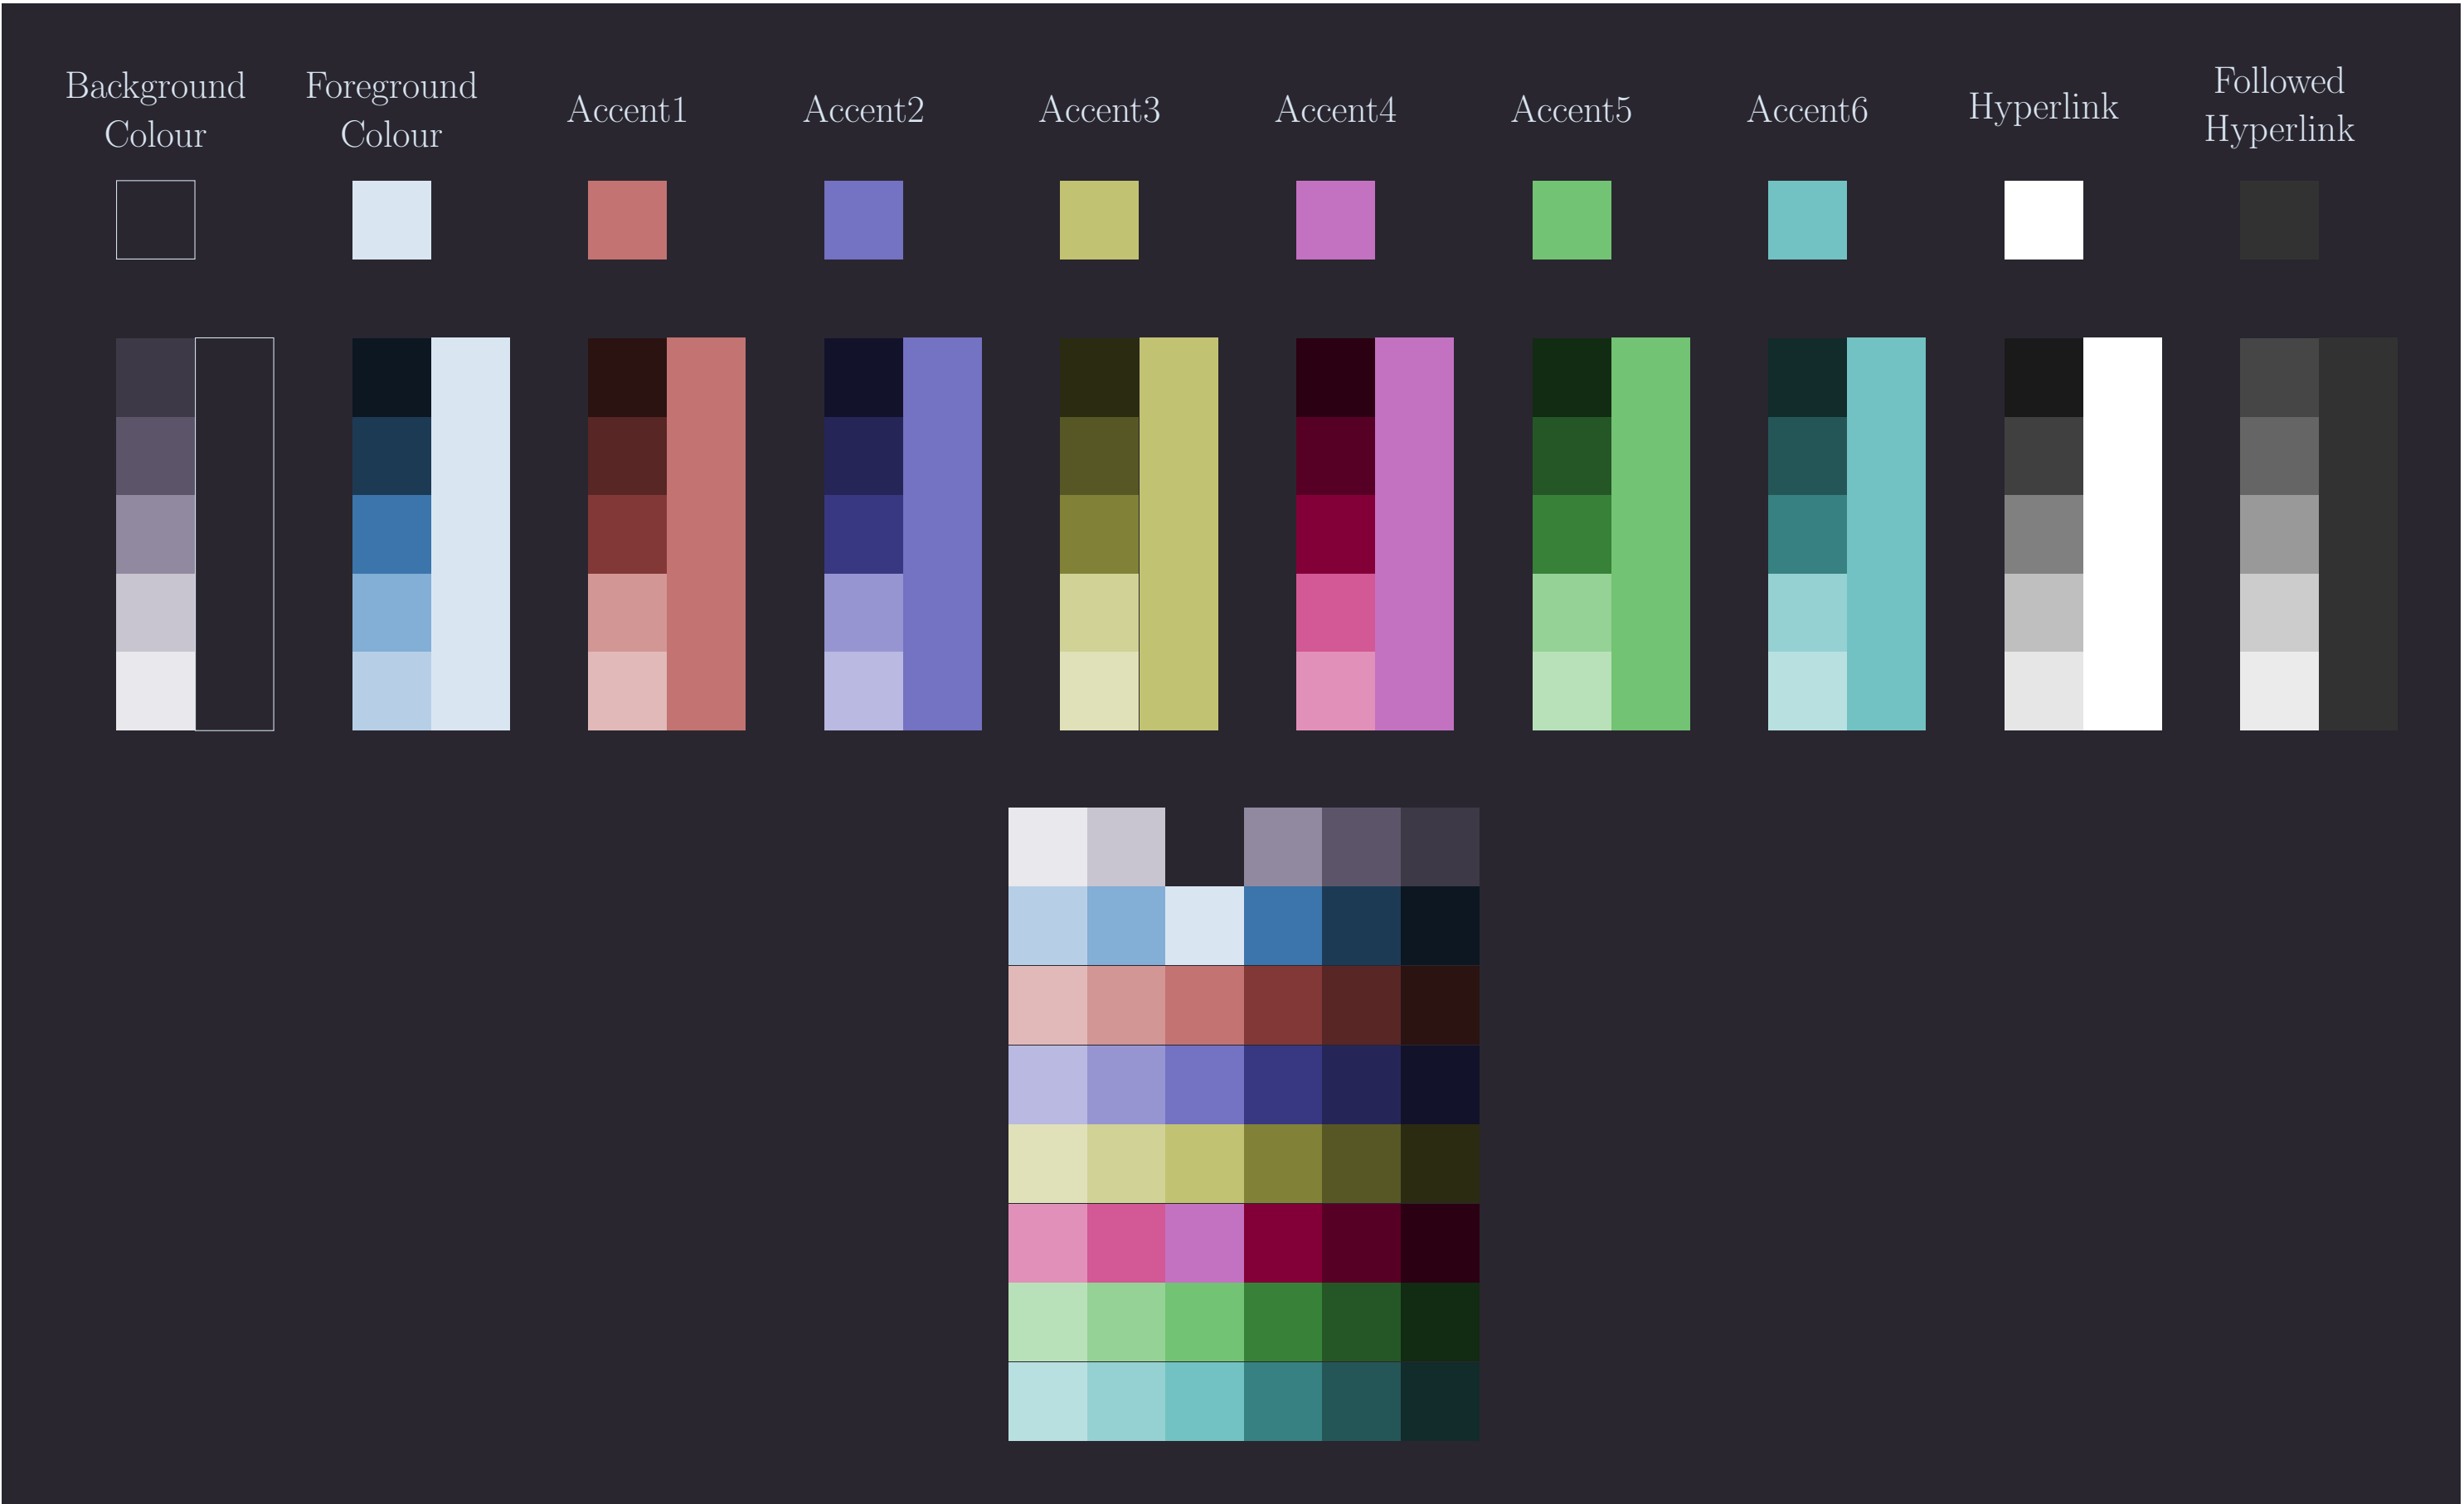 Background
Colour
Foreground
Colour
Accent1
Accent2
Accent3
Accent4
Accent5
Accent6
Hyperlink
Followed
Hyperlink